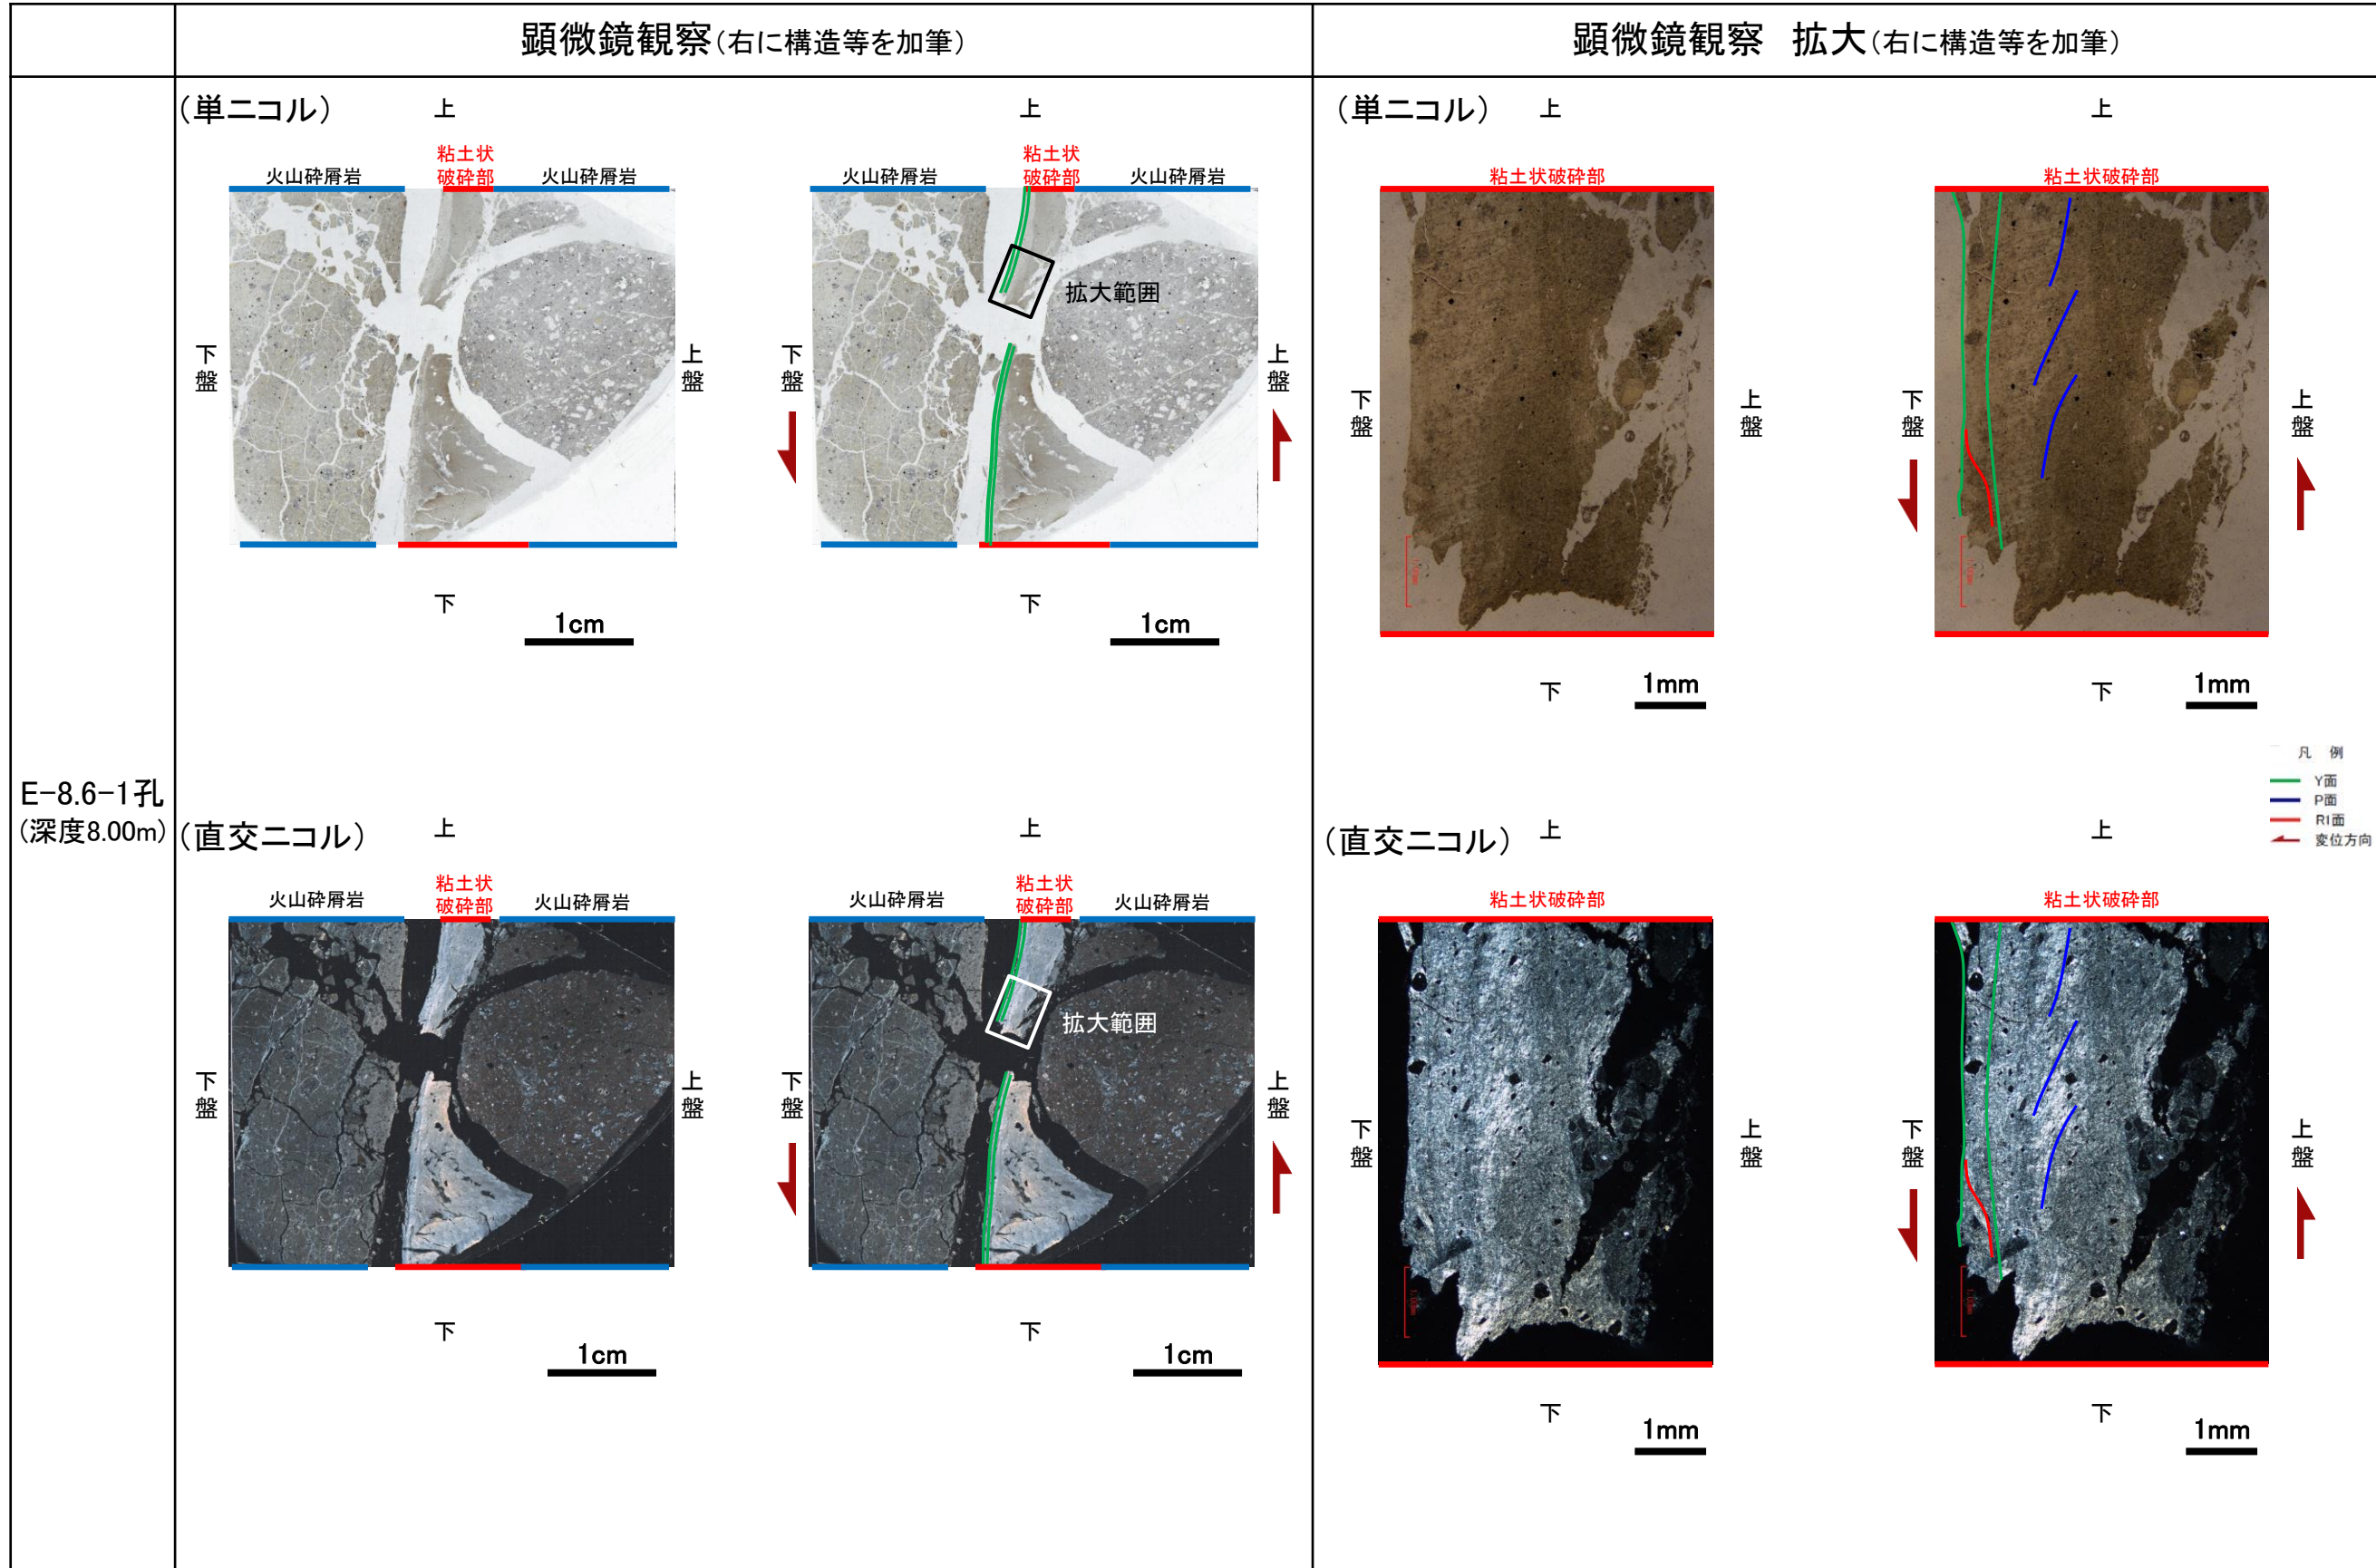 顕微鏡観察(右に構造等を加筆)
顕微鏡観察 拡大(右に構造等を加筆)
E-8.6-1孔
(深度8.00m)
(単ニコル)
上
火山砕屑岩
粘土状
破砕部
火山砕屑岩
下盤
上盤
下
1cm
上
火山砕屑岩
粘土状
破砕部
火山砕屑岩
拡大範囲
下盤
上盤
下
1cm
(単ニコル)
上
粘土状破砕部
下盤
上盤
下
1mm
上
粘土状破砕部
下盤
上盤
下
1mm
凡 例
Y面
P面
R1面
変位方向
(直交ニコル)
上
火山砕屑岩
粘土状
破砕部
火山砕屑岩
下盤
上盤
下
1cm
上
火山砕屑岩
粘土状
破砕部
火山砕屑岩
拡大範囲
下盤
上盤
下
1cm
(直交ニコル)
上
粘土状破砕部
下盤
上盤
下
1mm
上
粘土状破砕部
下盤
上盤
下
1mm